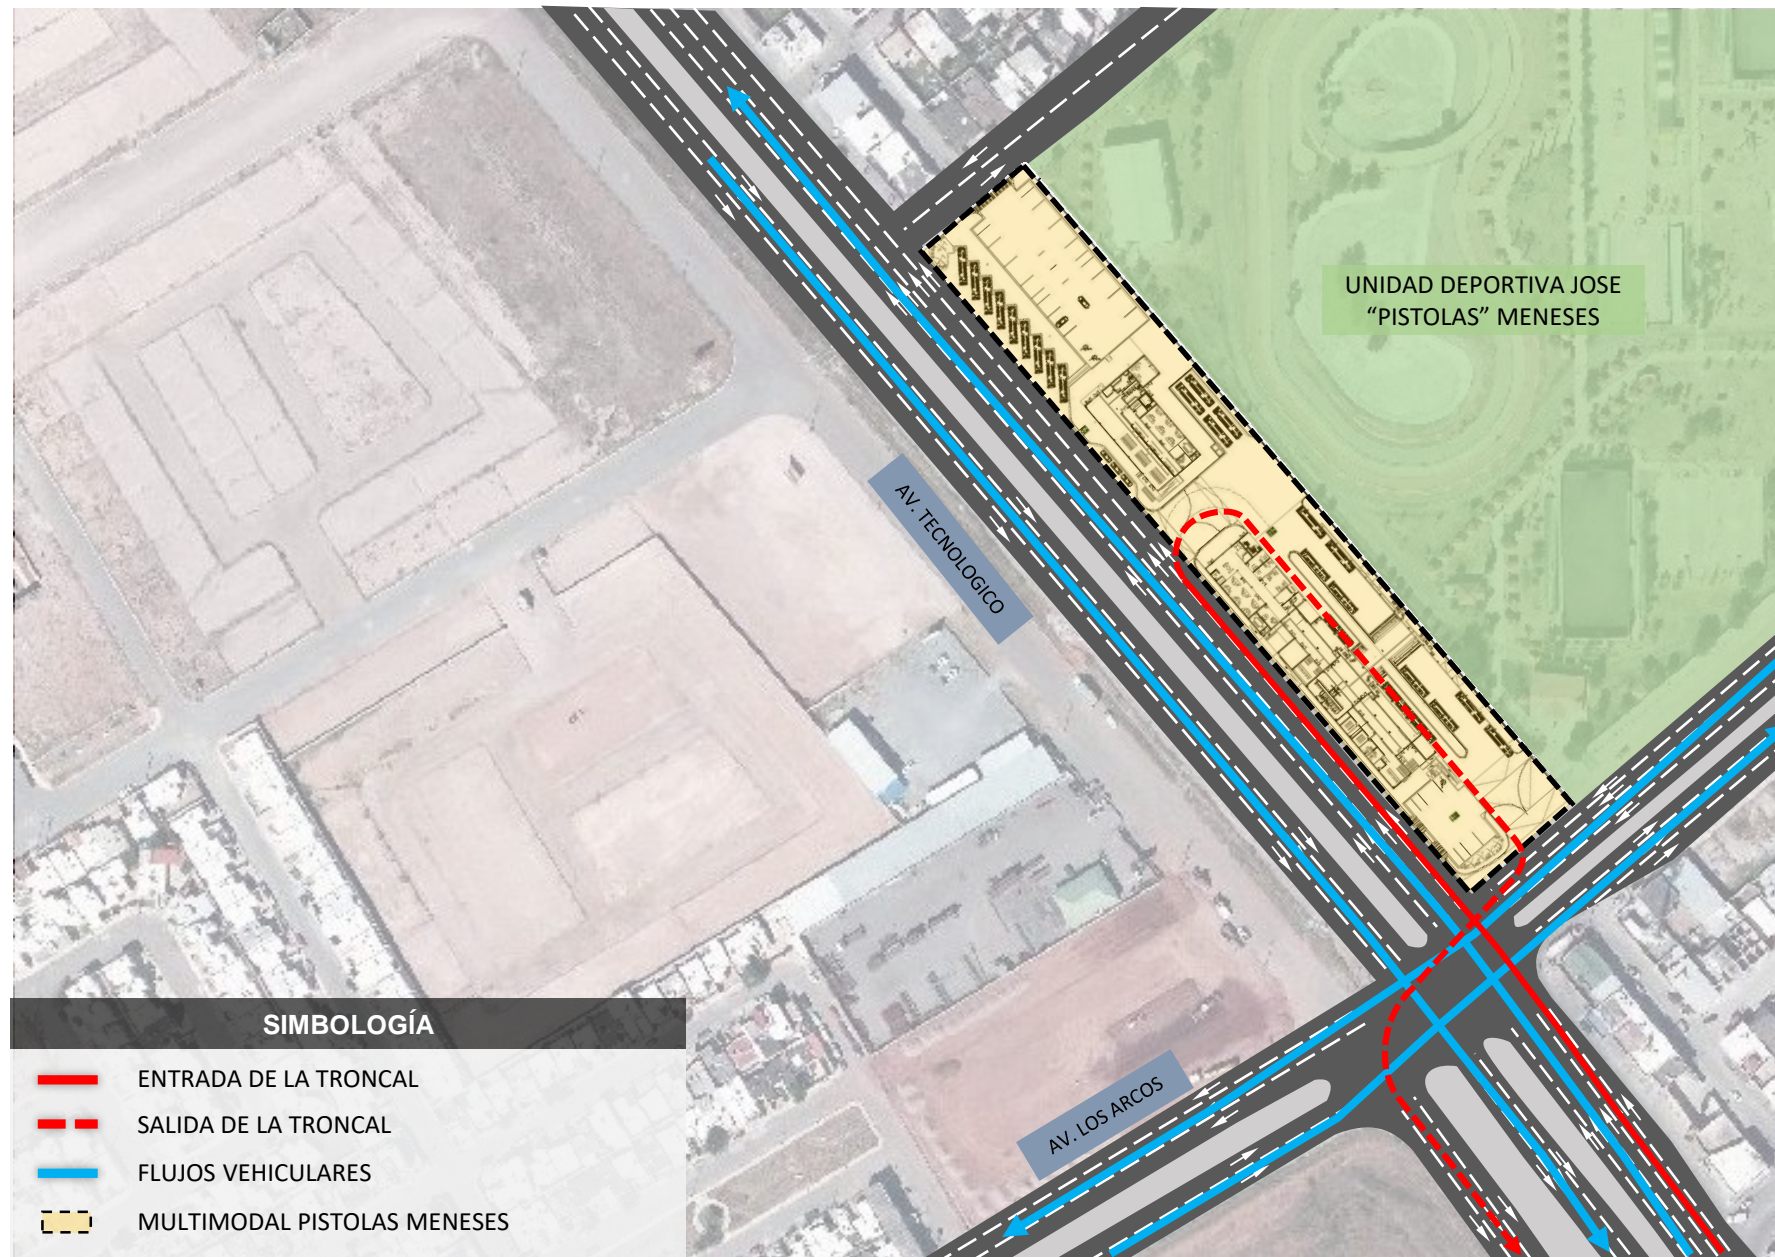 UNIDAD DEPORTIVA JOSE
“PISTOLAS” MENESES
AV. TECNOLOGICO
AV. LOS ARCOS
SIMBOLOGÍA
ENTRADA DE LA TRONCAL
SALIDA DE LA TRONCAL
FLUJOS VEHICULARES
MULTIMODAL PISTOLAS MENESES